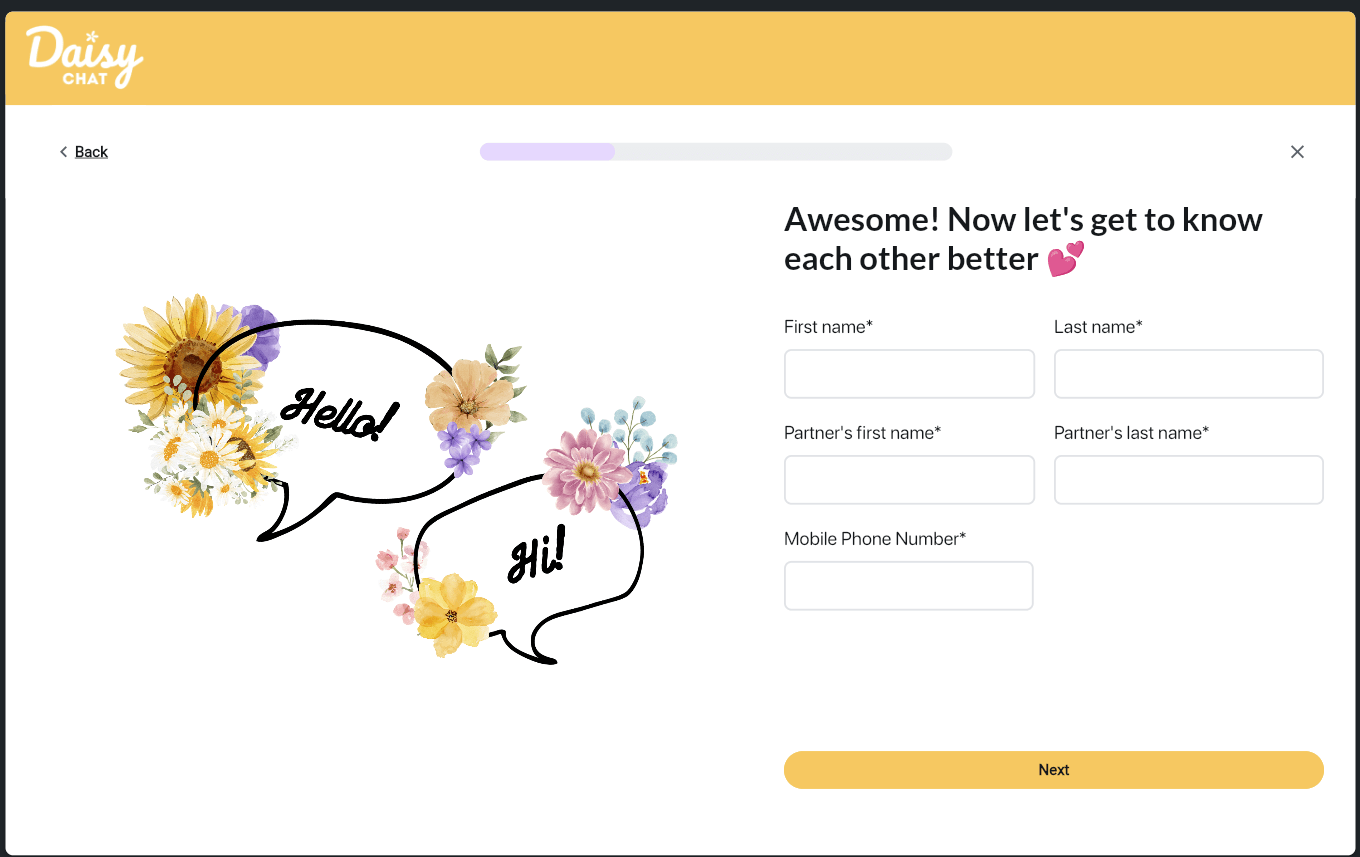 Daisy
CHAT
Back
Awesome! Now let's get to know
each other better 💕
Hello!
Hi!
First name*
Last name*
Partner's first name*
Partner's last name*
Mobile Phone Number*
Next